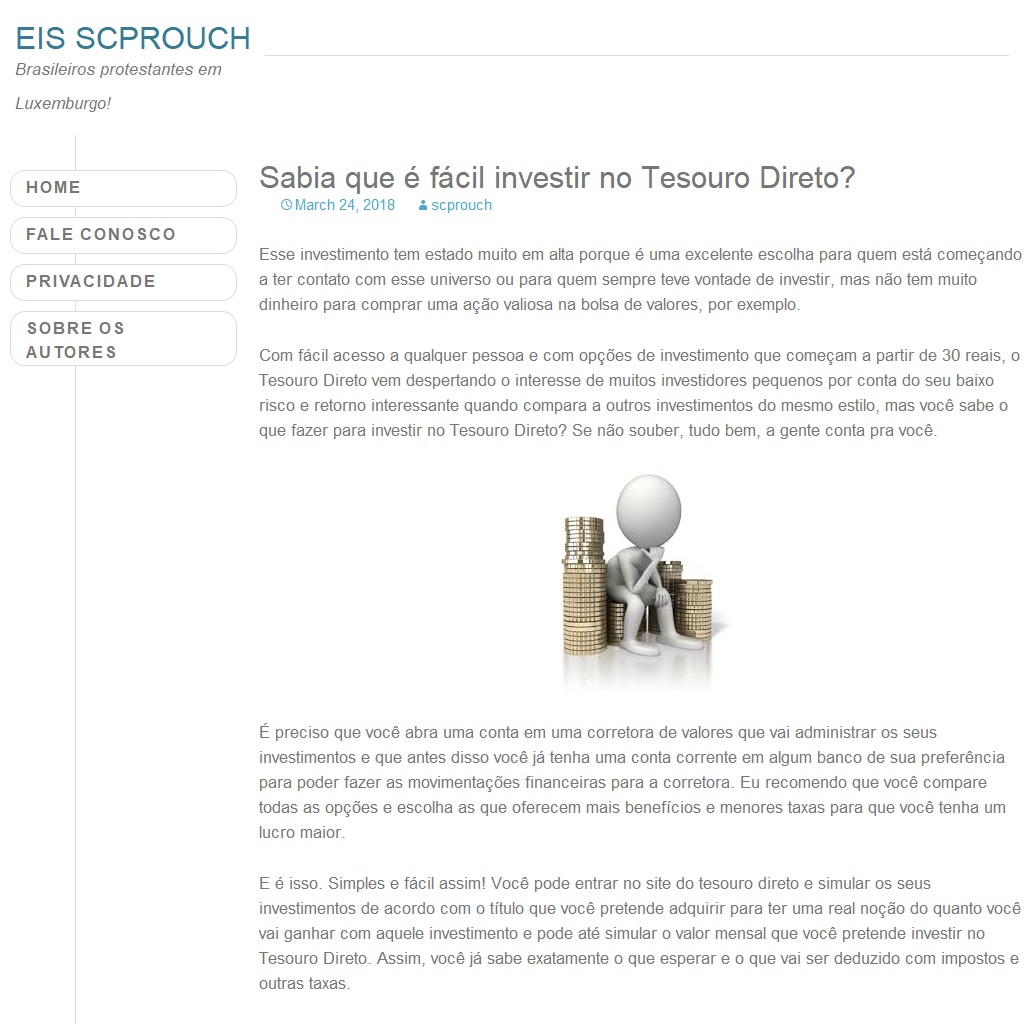 EIS SCPROUCH
Brasileiros protestantes em
Luxemburgo!
HOME
FALE CONOSCO
PRIVACIDADE
SOBRE OS
AUTORES
Sabia que é fácil investir no Tesouro Direto?
March 24, 2018 scprouch
Esse investimento tem estado muito em alta porque é uma excelente escolha para quem está começando
a ter contato com esse universo ou para quem sempre teve vontade de investir, mas não tem muito
dinheiro para comprar uma ação valiosa na bolsa de valores, por exemplo.
Com fácil acesso a qualquer pessoa e com opções de investimento que começam a partir de 30 reais, o
Tesouro Direto vem despertando o interesse de muitos investidores pequenos por conta do seu baixo
risco e retorno interessante quando compara a outros investimentos do mesmo estilo, mas você sabe o
que fazer para investir no Tesouro Direto? Se não souber, tudo bem, a gente conta pra você.
É preciso que você abra uma conta em uma corretora de valores que vai administrar os seus
investimentos e que antes disso você já tenha uma conta corrente em algum banco de sua preferência
para poder fazer as movimentações financeiras para a corretora. Eu recomendo que você compare
todas as opções e escolha as que oferecem mais benefícios e menores taxas para que você tenha um
lucro maior.
E é isso. Simples e fácil assim! Você pode entrar no site do tesouro direto e simular os seus
investimentos de acordo com o título que você pretende adquirir para ter uma real noção do quanto você
vai ganhar com aquele investimento e pode até simular o valor mensal que você pretende investir no
Tesouro Direto. Assim, você já sabe exatamente o que esperar e o que vai ser deduzido com impostos e
outras taxas.